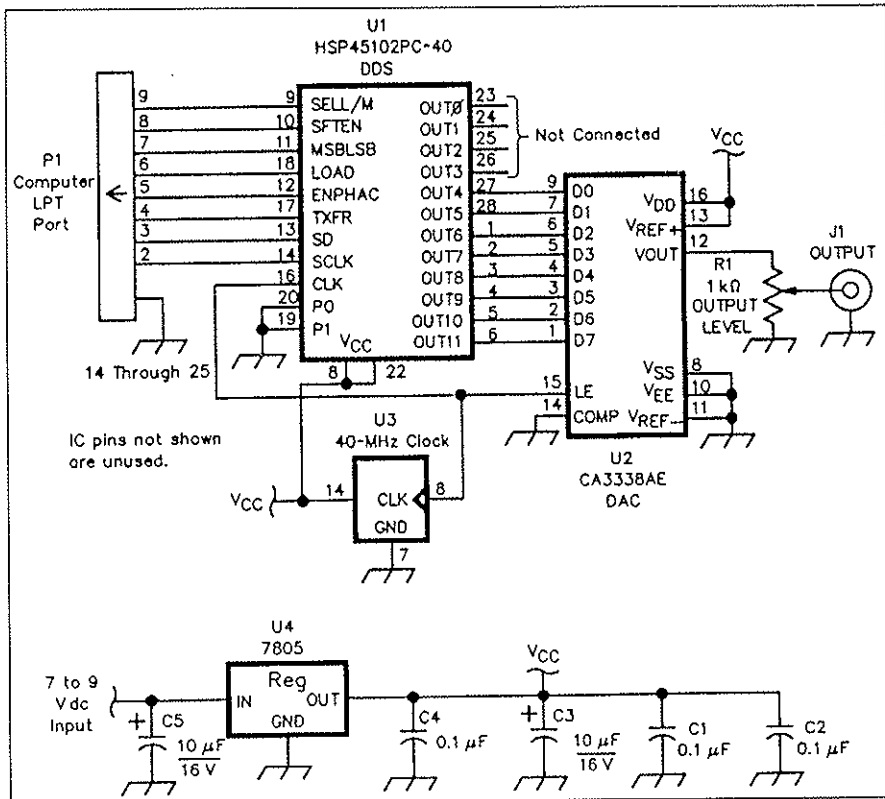 U1
HSP45102PC-40
DDS
P1
Computer
LPT
Port
9
8
7
6
5
4
3
2
14 Through 25
9 SELL/M
10 SFTEN
11 MSBLSB
18 LOAD
12 ENPHAC
17 TXFR
13 SD
14 SCLK
16 CLK
20 P0
19 P1
VCC
8 22
OUT0 23
OUT1 24
OUT2 25
OUT3 26
OUT4 27
OUT5 28
OUT6 1
OUT7 2
OUT8 3
OUT9 4
OUT10 5
OUT11 6
Not Connected
9 D0
7 D1
6 D2
5 D3
4 D4
3 D5
2 D6
1 D7
15 LE
14 COMP
VCC
VDD 16
VREF+ 13
VOUT 12
VSS 8
VEE 10
VREF- 11
U2
CA3338AE
DAC
R1
1 kΩ
OUTPUT
LEVEL
J1
OUTPUT
IC pins not shown
are unused.
U3
40-MHz Clock
VCC
14
CLK
8
GND
7
U4
7805
Reg
IN
OUT
GND
7 to 9
V dc
Input
+
C5
10 µF
16 V
C4
0.1 µF
VCC
+
C3
10 µF
16 V
C1
0.1 µF
C2
0.1 µF